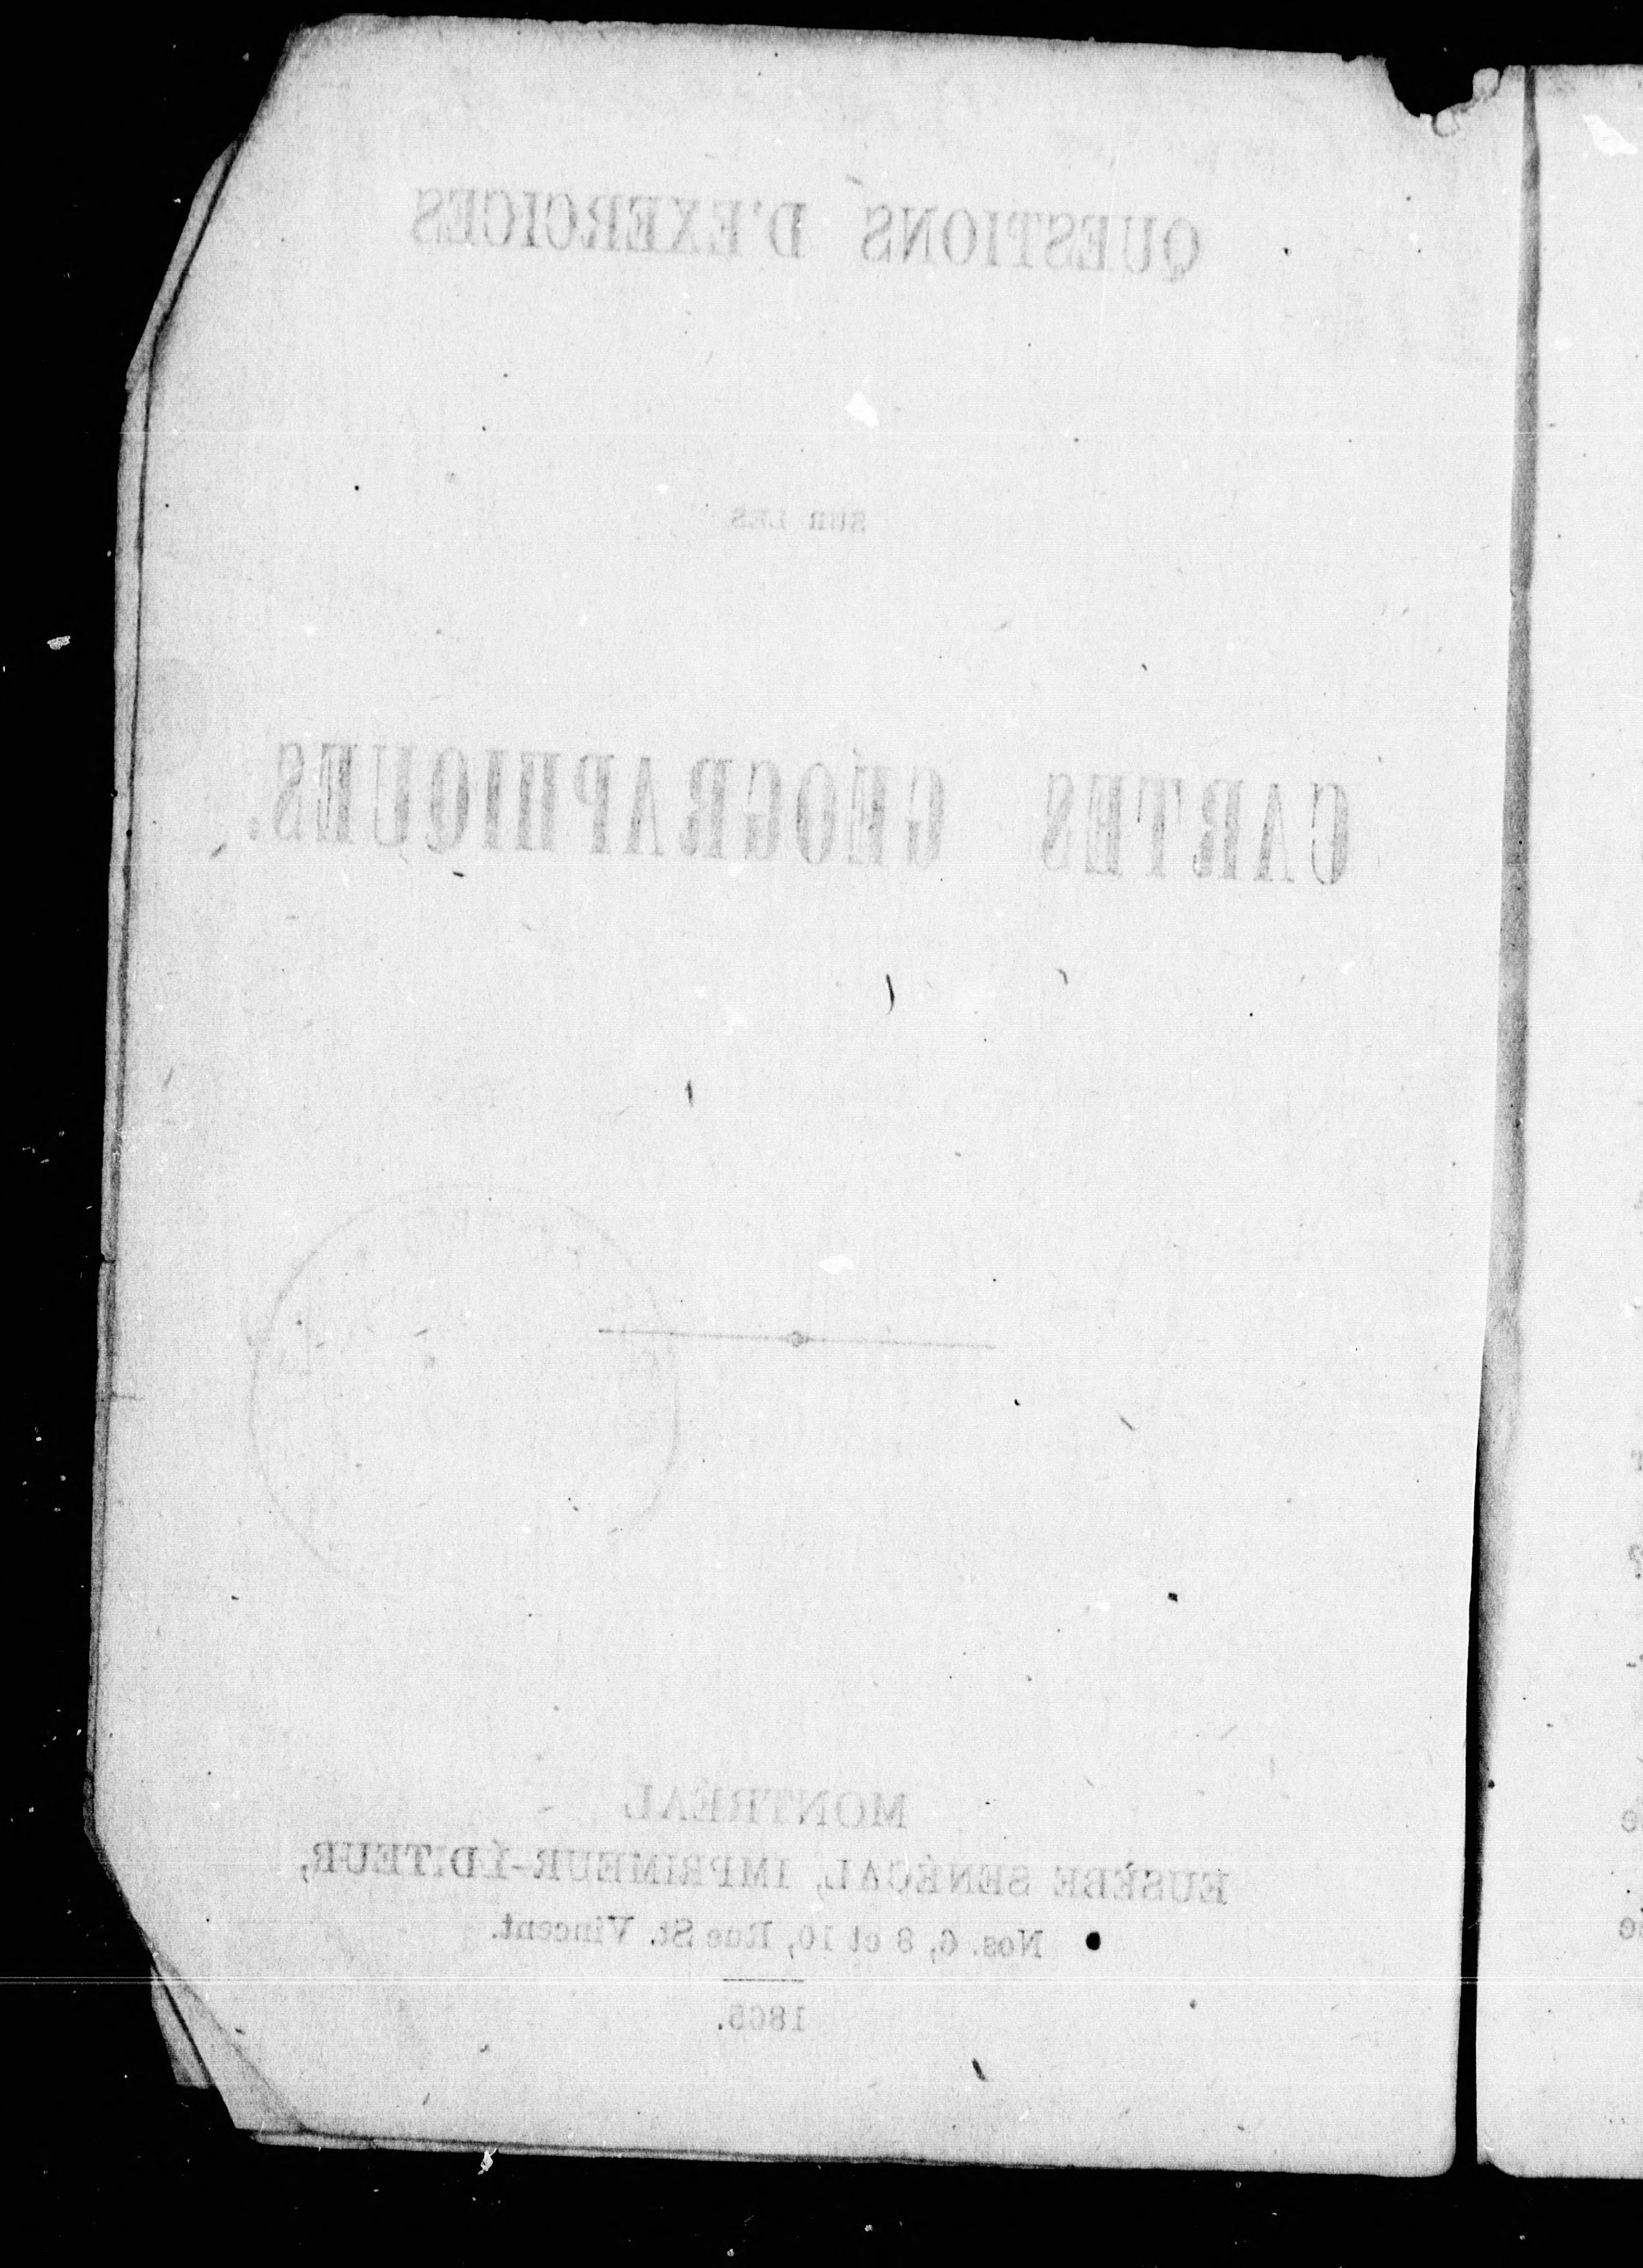 QUESTIONS D'EXERCICES
SUR LES
CARTES GÉOGRAPHIQUES.
MONTRÉAL
EUSÈBE SENÉCAL, IMPRIMEUR-ÉDITEUR,
Nos. 6, 8 et 10, Rue St. Vincent.
1865.